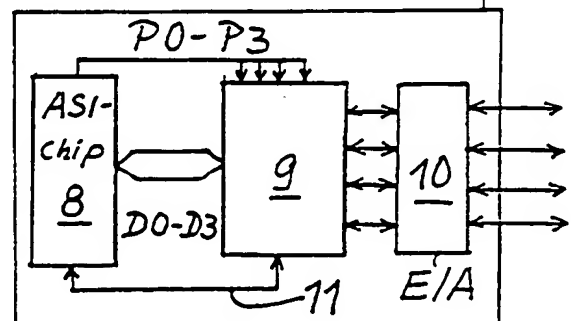 P0-P3
ASI-
chip
8
D0-D3
9
10
E/A
11